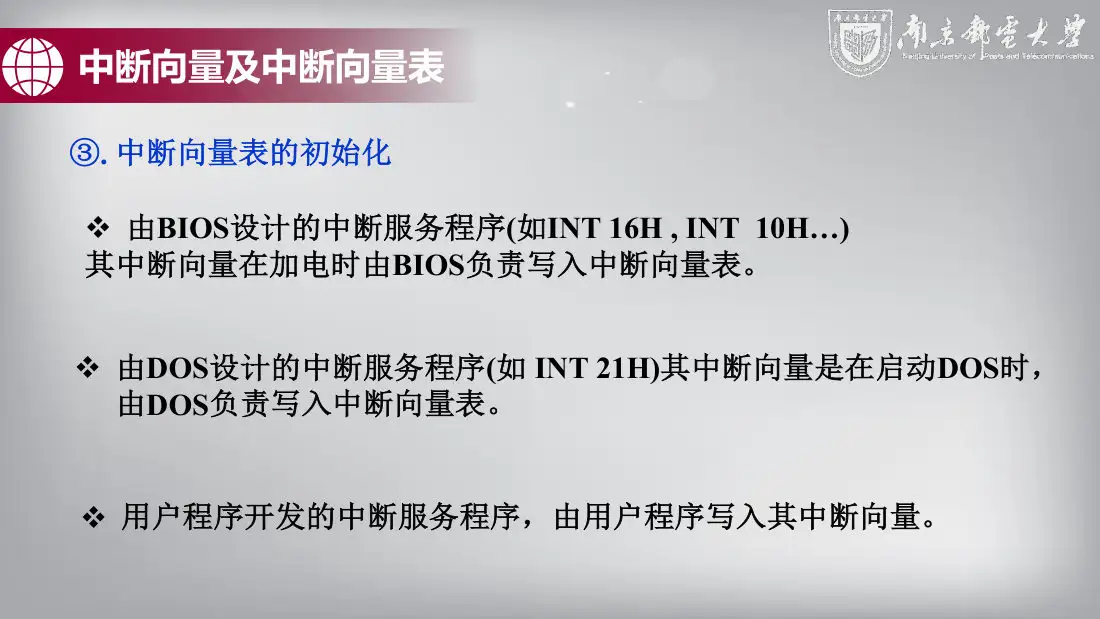 中断向量及中断向量表
南京邮电大学
Nanjing University of Posts and Telecommunications
③. 中断向量表的初始化
❖ 由BIOS设计的中断服务程序(如INT 16H , INT 10H…)
其中断向量在加电时由BIOS负责写入中断向量表。
❖ 由DOS设计的中断服务程序(如 INT 21H)其中断向量是在启动DOS时，
由DOS负责写入中断向量表。
❖ 用户程序开发的中断服务程序，由用户程序写入其中断向量。